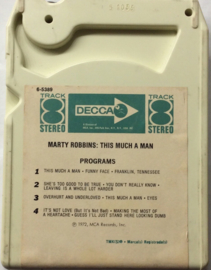 6-5389
TRACK
8
STEREO
DECCA
TRACK
8
STEREO
MARTY ROBBINS: THIS MUCH A MAN
PROGRAMS
1 THIS MUCH A MAN • FUNNY FACE • FRANKLIN, TENNESSEE
2 SHE'S TOO GOOD TO BE TRUE • YOU DON'T REALLY KNOW •
LEAVING IS A WHOLE LOT HARDER
3 OVERHURT AND UNDERLOVED • THIS MUCH A MAN • EYES
4 IT'S NOT LOVE (But It's Not Bad) • MAKING THE MOST OF
A HEARTACHE • GUESS I'LL JUST STAND HERE LOOKING DUMB
Ⓟ 1972, MCA Records, Inc.